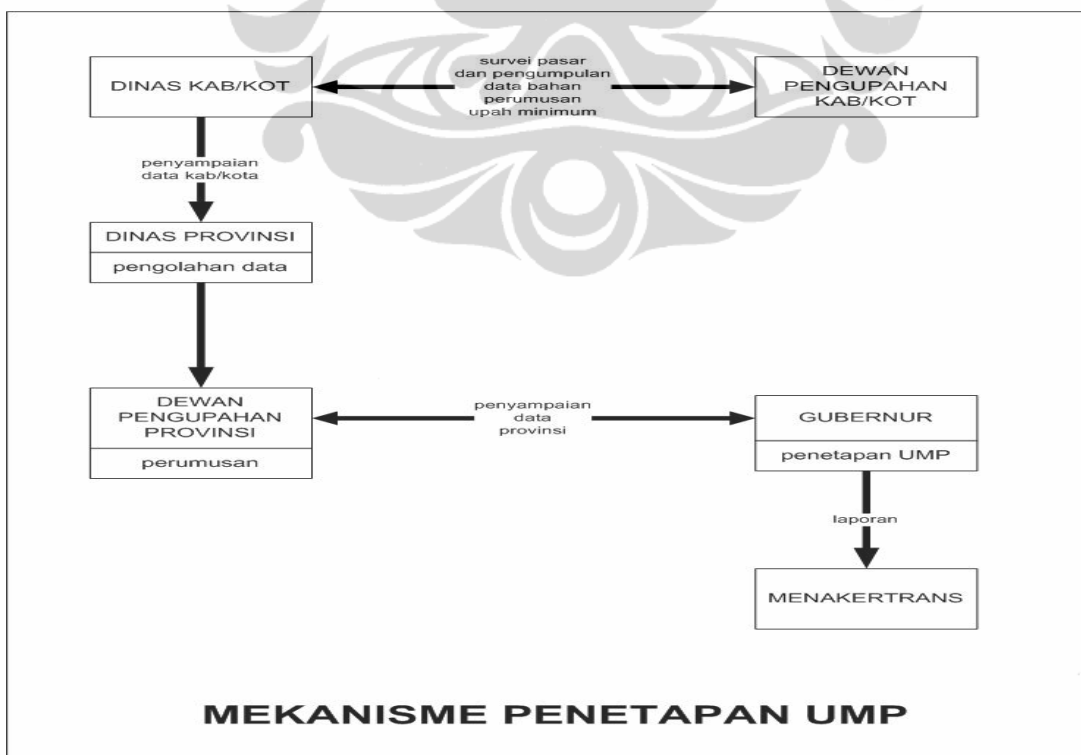 DINAS KAB/KOT
survei pasar
dan pengumpulan
data bahan
perumusan
upah minimum
DEWAN
PENGUPAHAN
KAB/KOT
penyampaian
data kab/kota
DINAS PROVINSI
pengolahan data
DEWAN
PENGUPAHAN
PROVINSI
perumusan
penyampaian
data
provinsi
GUBERNUR
penetapan UMP
laporan
MENAKERTRANS
MEKANISME PENETAPAN UMP